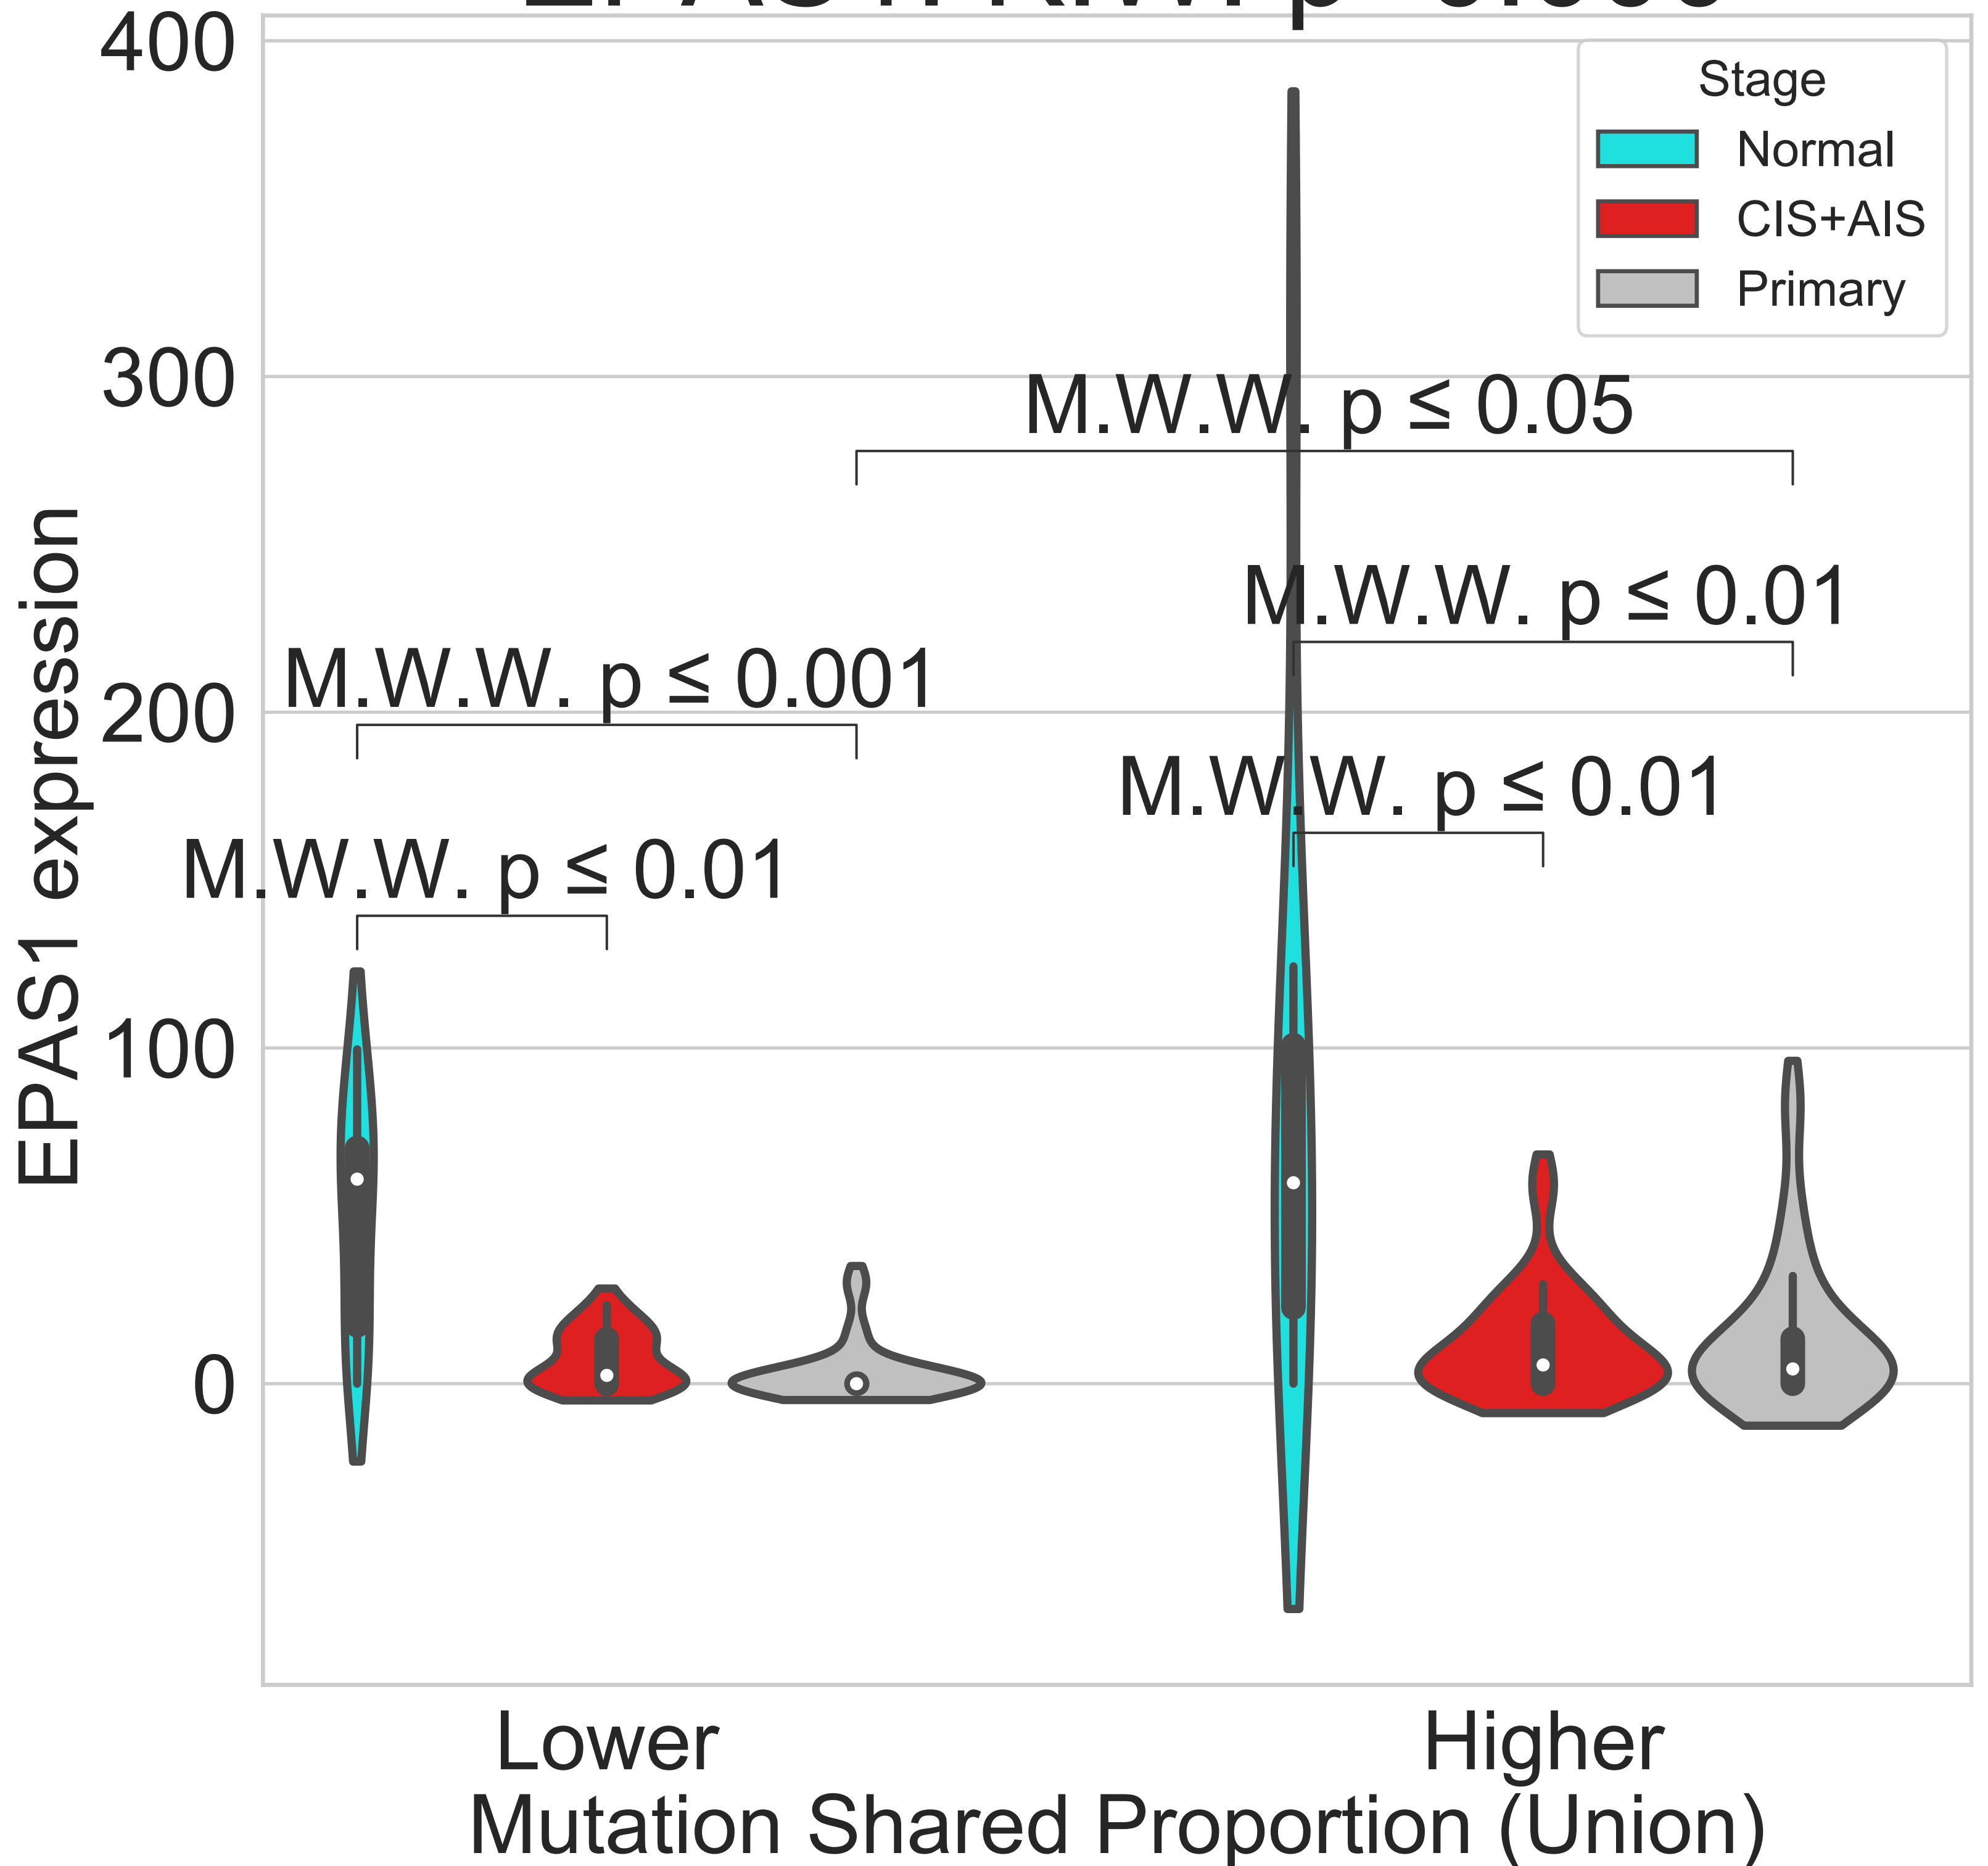 400
Stage
Normal
CIS+AIS
Primary
300
M.W.W. p ≤ 0.05
M.W.W. p ≤ 0.01
M.W.W. p ≤ 0.001
200
M.W.W. p ≤ 0.01
M.W.W. p ≤ 0.01
100
0
EPAS1 expression
Lower
Higher
Mutation Shared Proportion (Union)